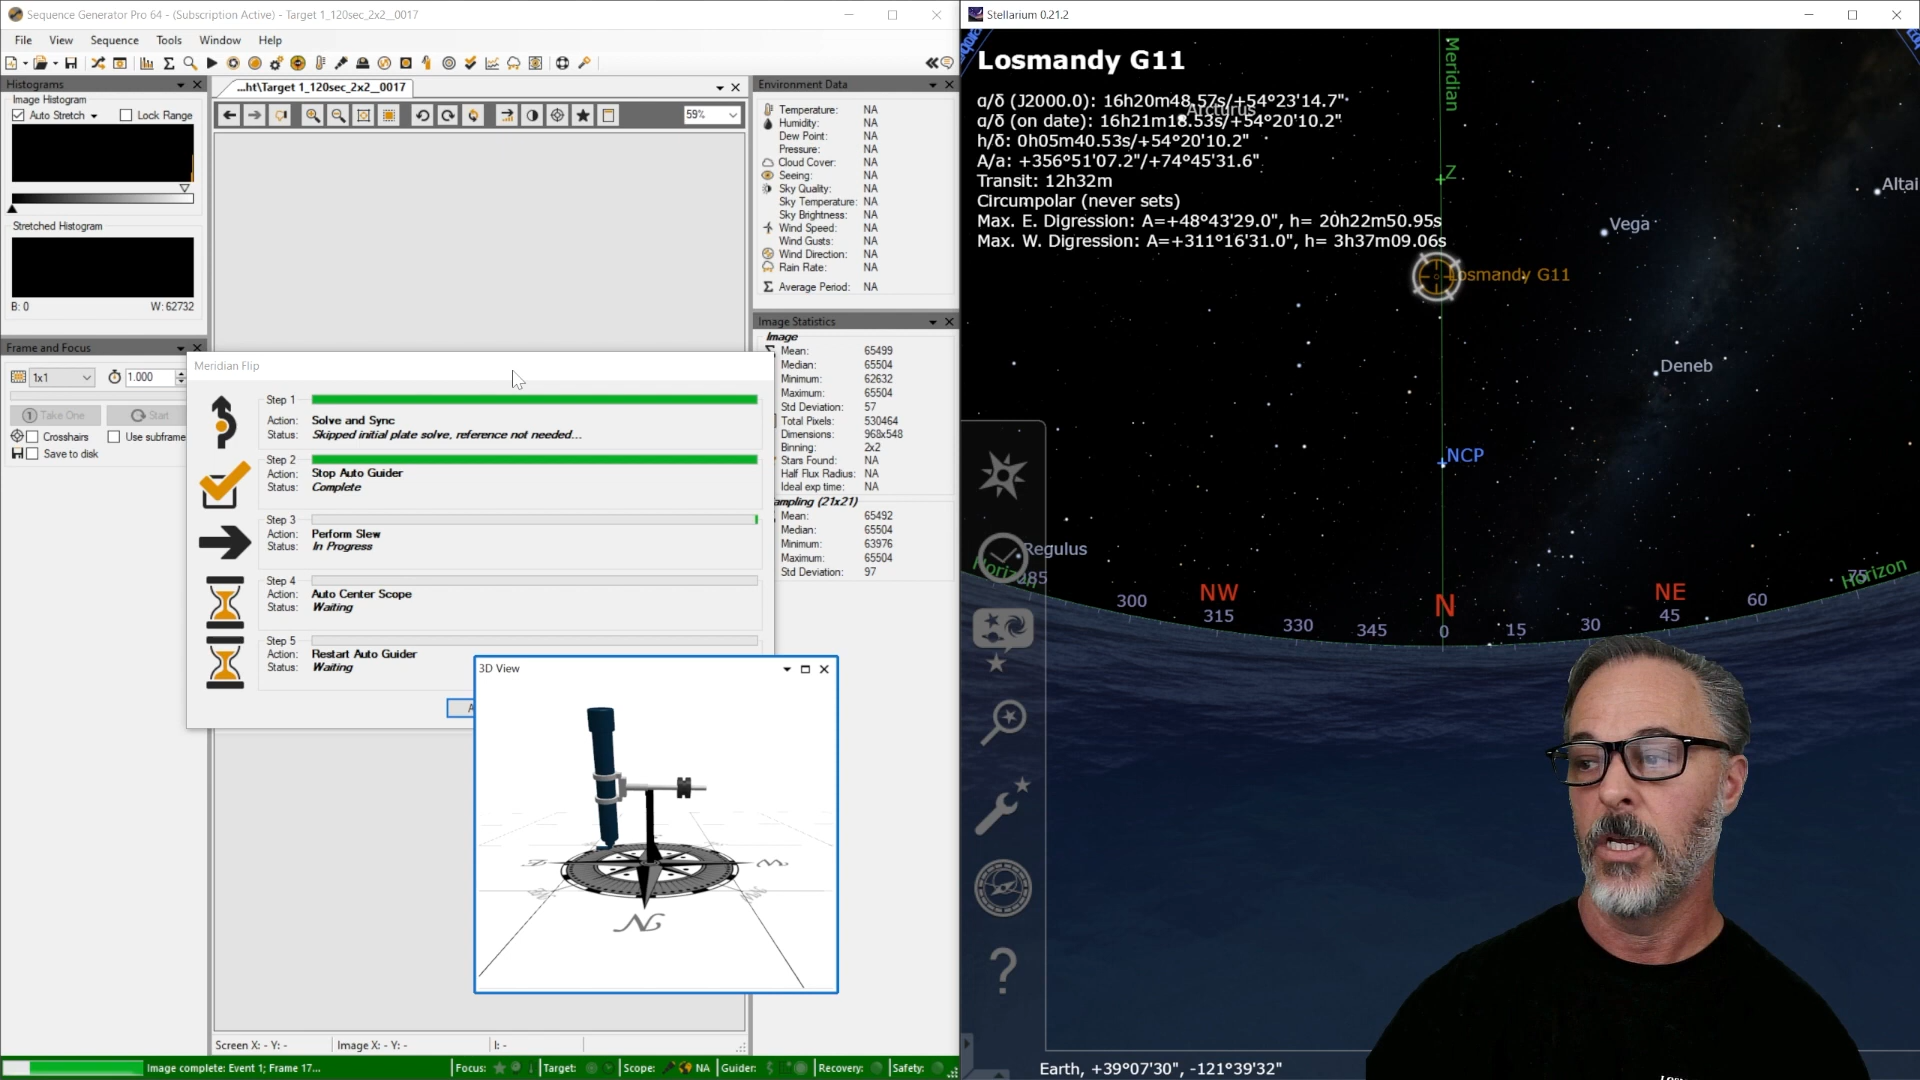 Sequence Generator Pro 64 - (Subscription Active) - Target 1_120sec_2x2__0017
File View Sequence Tools Window Help
Histograms
Image Histogram
Auto Stretch
Lock Range
Stretched Histogram
B: 0 W: 62732
Frame and Focus
1x1
1.000
Take One
Start
Crosshairs
Use subframe
Save to disk
...ht\Target 1_120sec_2x2__0017
59%
Environment Data
Temperature: NA
Humidity: NA
Dew Point: NA
Pressure: NA
Cloud Cover: NA
Seeing: NA
Sky Quality: NA
Sky Temperature: NA
Sky Brightness: NA
Wind Speed: NA
Wind Gusts: NA
Wind Direction: NA
Rain Rate: NA
Average Period: NA
Image Statistics
Image
Mean: 65499
Median: 65504
Minimum: 62632
Maximum: 65504
Std Deviation: 57
Total Pixels: 530464
Dimensions: 968x548
Binning: 2x2
Stars Found: NA
Half Flux Radius: NA
Ideal exp time: NA
ampling (21x21)
Mean: 65492
Median: 65504
Minimum: 63976
Maximum: 65504
Std Deviation: 97
Meridian Flip
Step 1
Action: Solve and Sync
Status: Skipped initial plate solve, reference not needed...
Step 2
Action: Stop Auto Guider
Status: Complete
Step 3
Action: Perform Slew
Status: In Progress
Step 4
Action: Auto Center Scope
Status: Waiting
Step 5
Action: Restart Auto Guider
Status: Waiting
A
3D View
N
W
Screen X: - Y: - Image X: - Y: - I: -
Image complete: Event 1; Frame 17... Focus: Target: Scope: NA Guider: Recovery: Safety:
Stellarium 0.21.2
Losmandy G11
α/δ (J2000.0): 16h20m48.57s/+54°23'14.7"
α/δ (on date): 16h21m18.53s/+54°20'10.2"
h/δ: 0h05m40.53s/+54°20'10.2"
A/a: +356°51'07.2"/+74°45'31.6"
Transit: 12h32m
Circumpolar (never sets)
Max. E. Digression: A=+48°43'29.0", h= 20h22m50.95s
Max. W. Digression: A=+311°16'31.0", h= 3h37m09.06s
Arcturus
Meridian
Z
Altai
Vega
Losmandy G11
Deneb
NCP
Regulus
Horizon
285
300
NW
315
330
345
N
0
15
30
NE
45
60
75
Horizon
?
Earth, +39°07'30", -121°39'32"